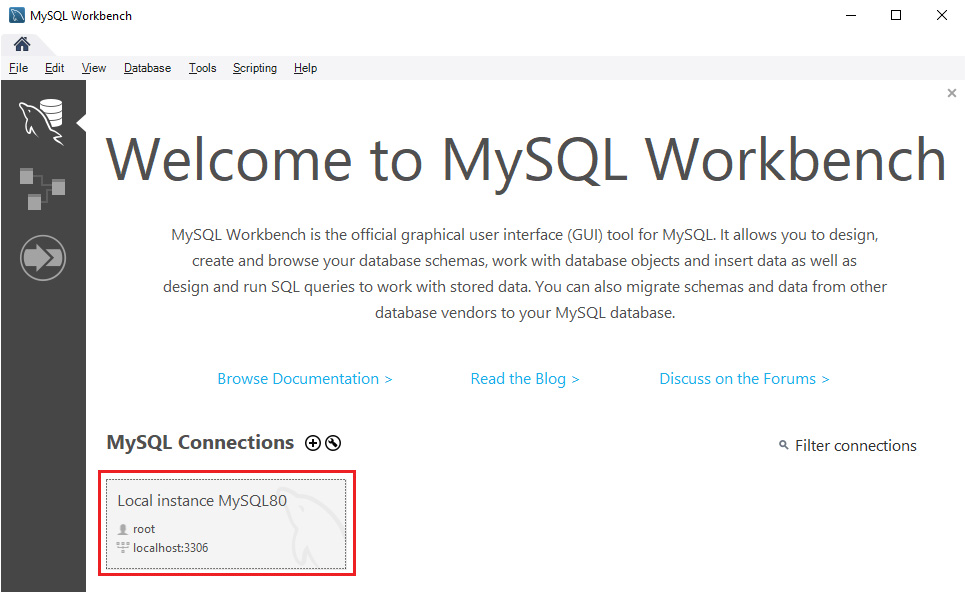 MySQL Workbench
File Edit View Database Tools Scripting Help
Welcome to MySQL Workbench
MySQL Workbench is the official graphical user interface (GUI) tool for MySQL. It allows you to design,
create and browse your database schemas, work with database objects and insert data as well as
design and run SQL queries to work with stored data. You can also migrate schemas and data from other
database vendors to your MySQL database.
Browse Documentation > Read the Blog > Discuss on the Forums >
MySQL Connections
Filter connections
Local instance MySQL80
root
localhost:3306